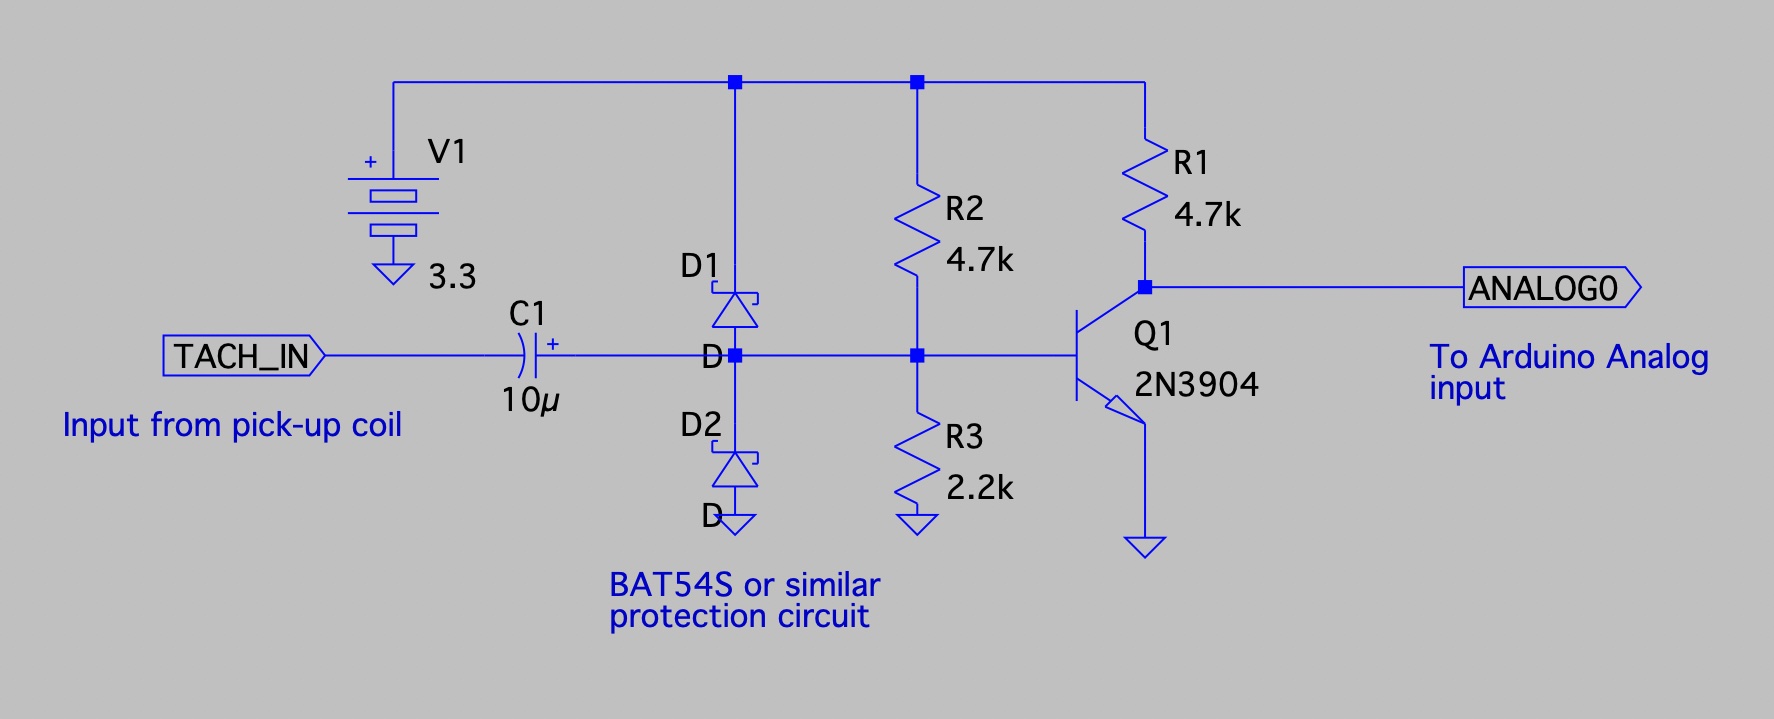 V1
3.3
R1
4.7k
R2
4.7k
D1
D
C1
10µ
TACH_IN
Input from pick-up coil
D2
D
R3
2.2k
Q1
2N3904
ANALOG0
To Arduino Analog
input
BAT54S or similar
protection circuit
+
+